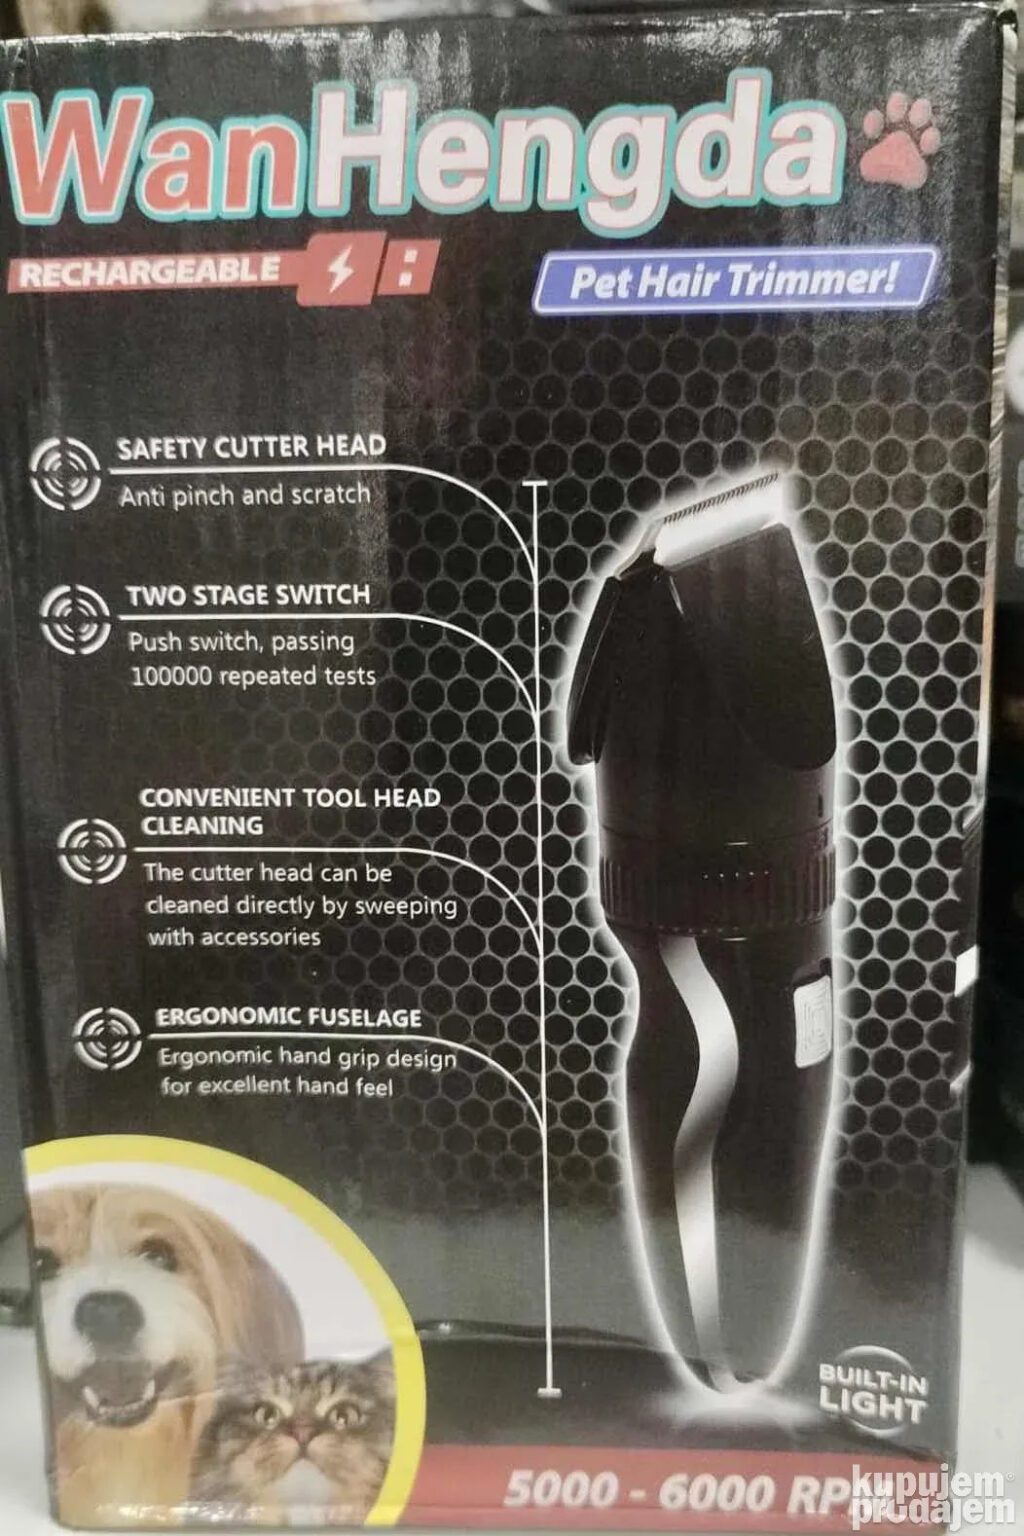 WanHengda
RECHARGEABLE
Pet Hair Trimmer!
SAFETY CUTTER HEAD
Anti pinch and scratch
TWO STAGE SWITCH
Push switch, passing
100000 repeated tests
CONVENIENT TOOL HEAD
CLEANING
The cutter head can be
cleaned directly by sweeping
with accessories
ERGONOMIC FUSELAGE
Ergonomic hand grip design
for excellent hand feel
BUILT-IN
LIGHT
5000 - 6000
kupujem
prodajem